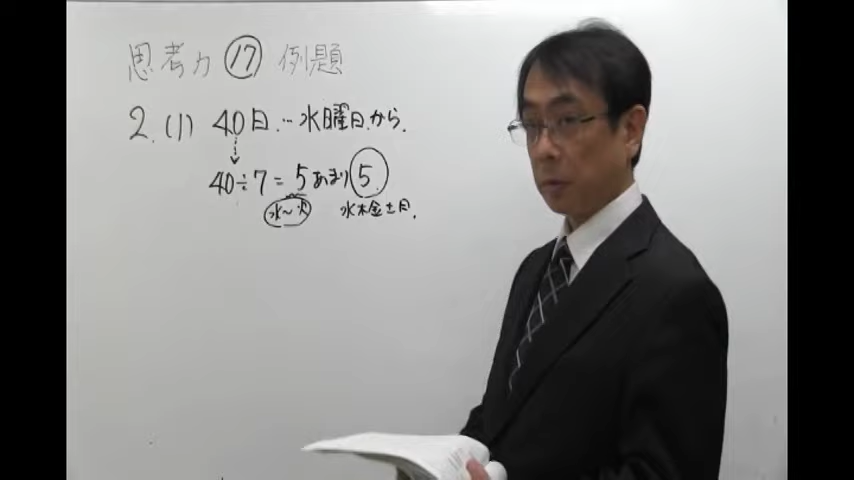 思考力 ⑰ 例題
2.(1) 40日…水曜日から.
40÷7=5あまり5
水〜火 水木金土日.